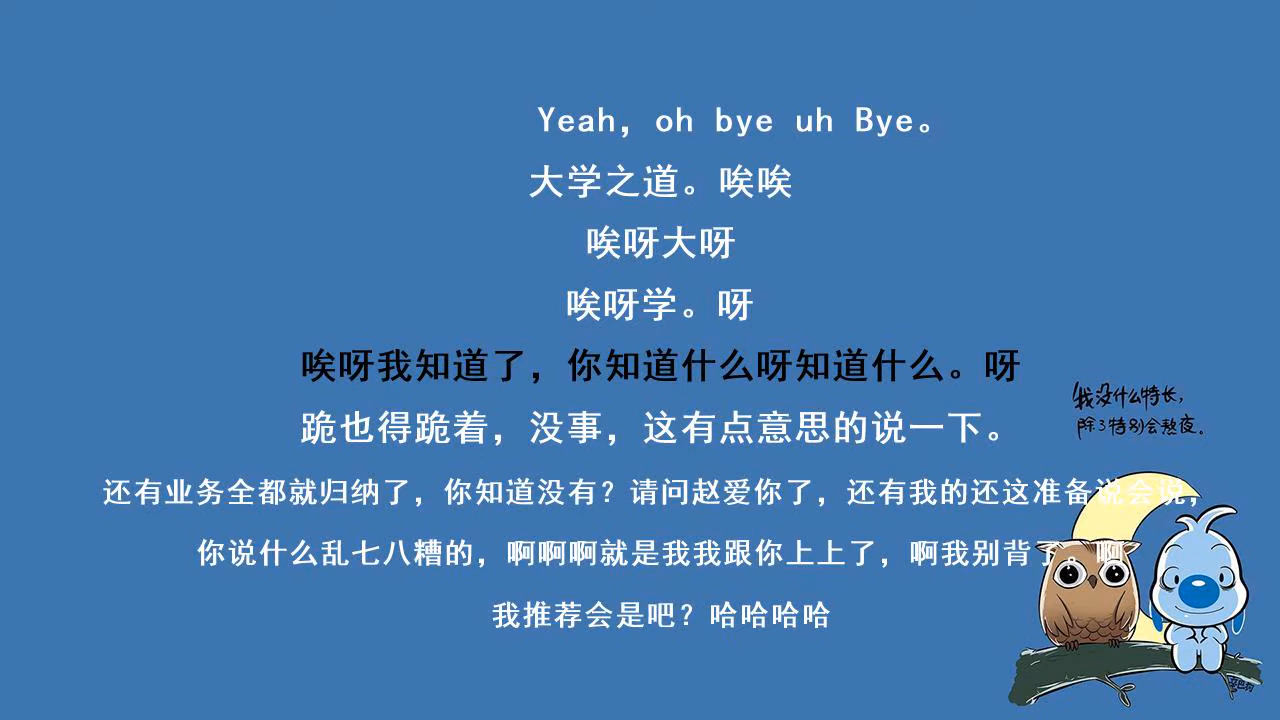 Yeah，oh bye uh Bye。
大学之道。唉唉
唉呀大呀
唉呀学。呀
唉呀我知道了，你知道什么呀知道什么。呀
跪也得跪着，没事，这有点意思的说一下。
还有业务全都就归纳了，你知道没有？请问赵爱你了，还有我的还这准备说会说，
你说什么乱七八糟的，啊啊啊就是我我跟你上上了，啊我别背了。啊
我推荐会是吧？哈哈哈哈
我没什么特长，
除了特别会熬夜。